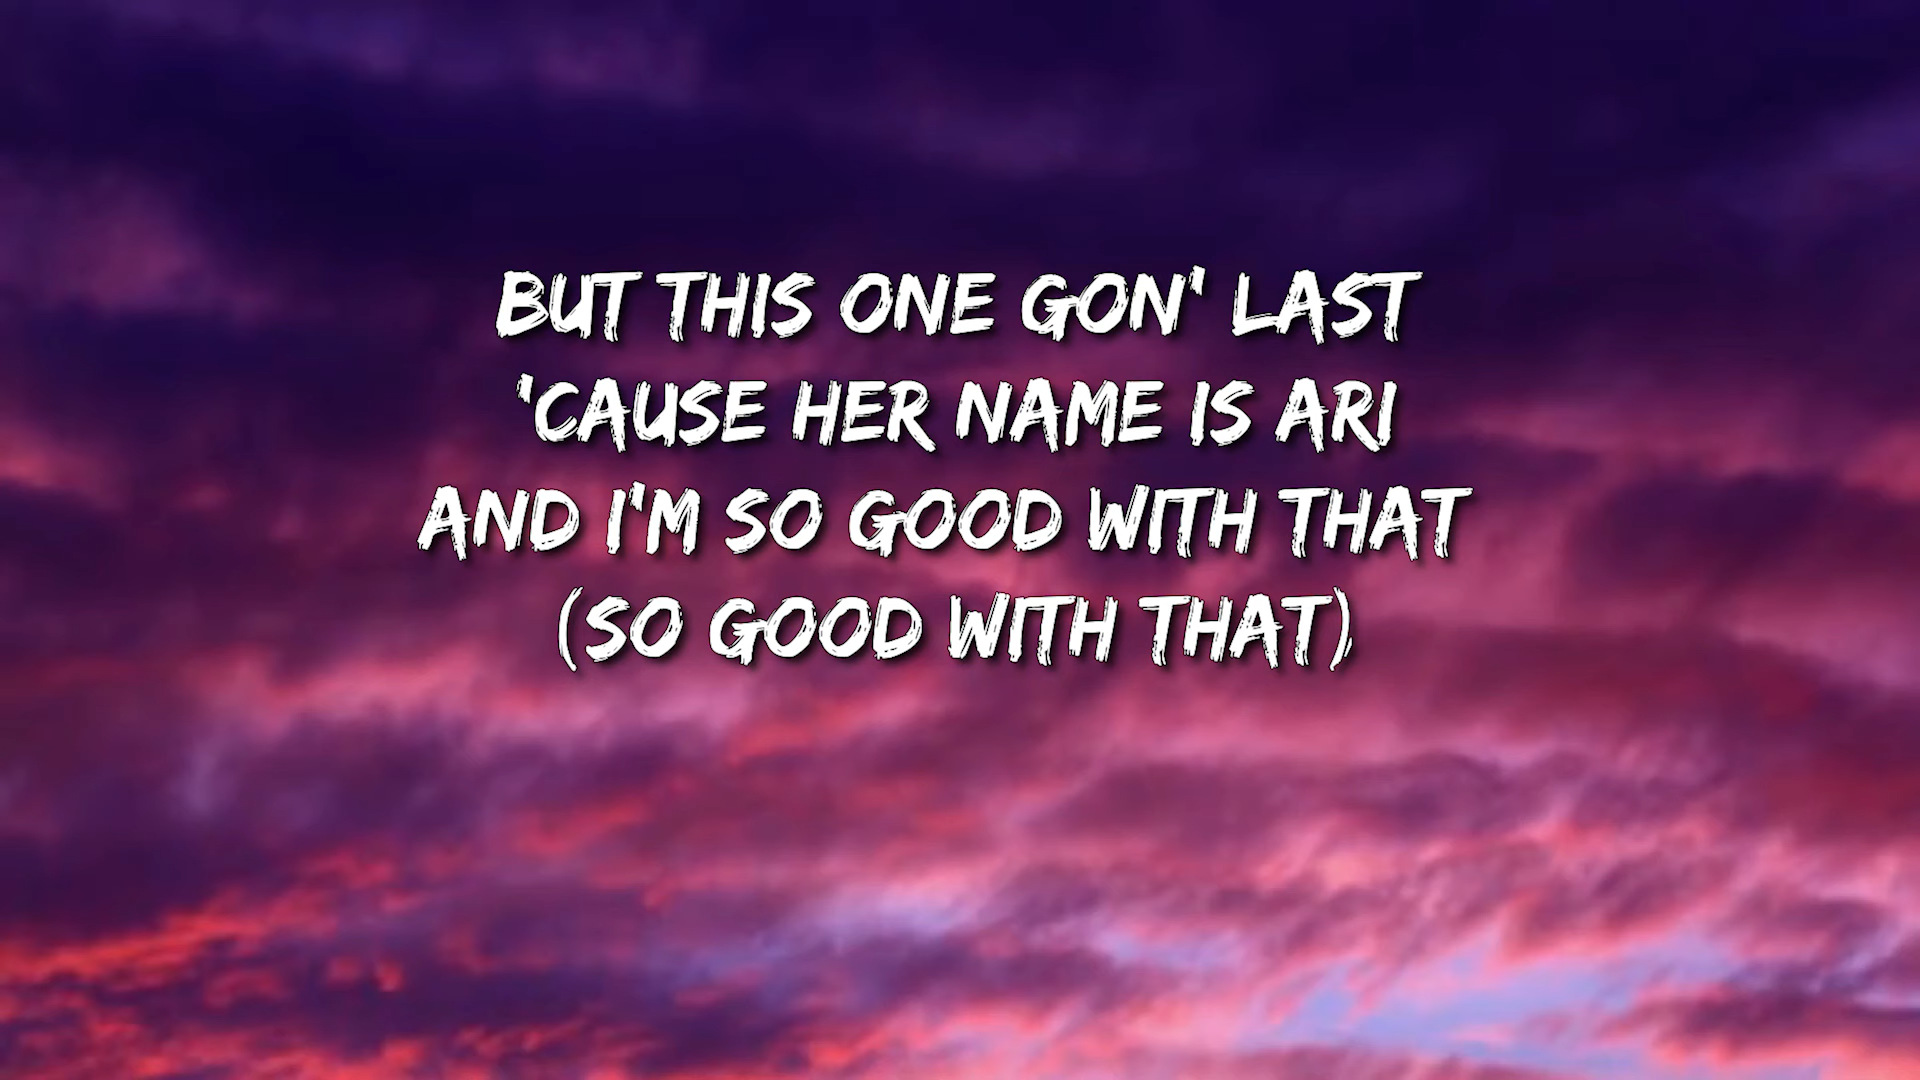 BUT THIS ONE GON' LAST
'CAUSE HER NAME IS ARI
AND I'M SO GOOD WITH THAT
(SO GOOD WITH THAT)